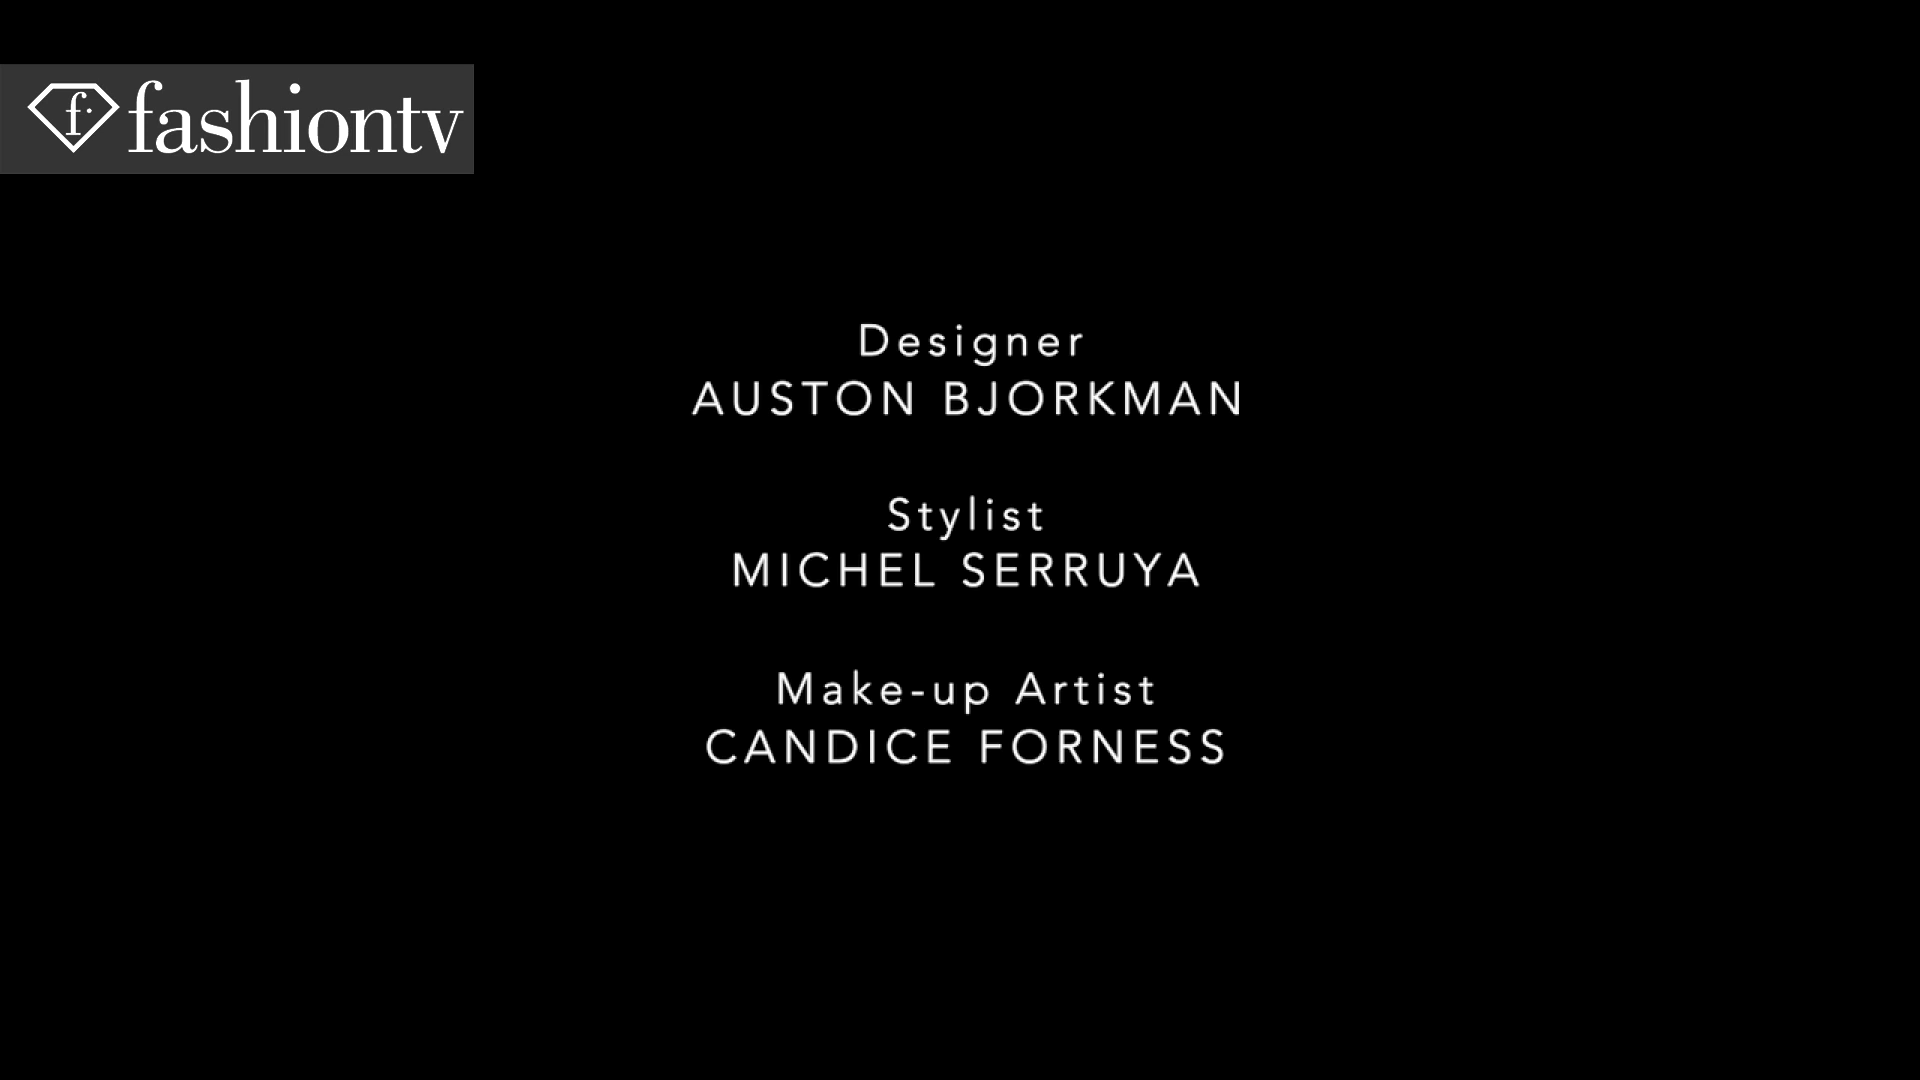 f. fashiontv
Designer
AUSTON BJORKMAN
Stylist
MICHEL SERRUYA
Make-up Artist
CANDICE FORNESS